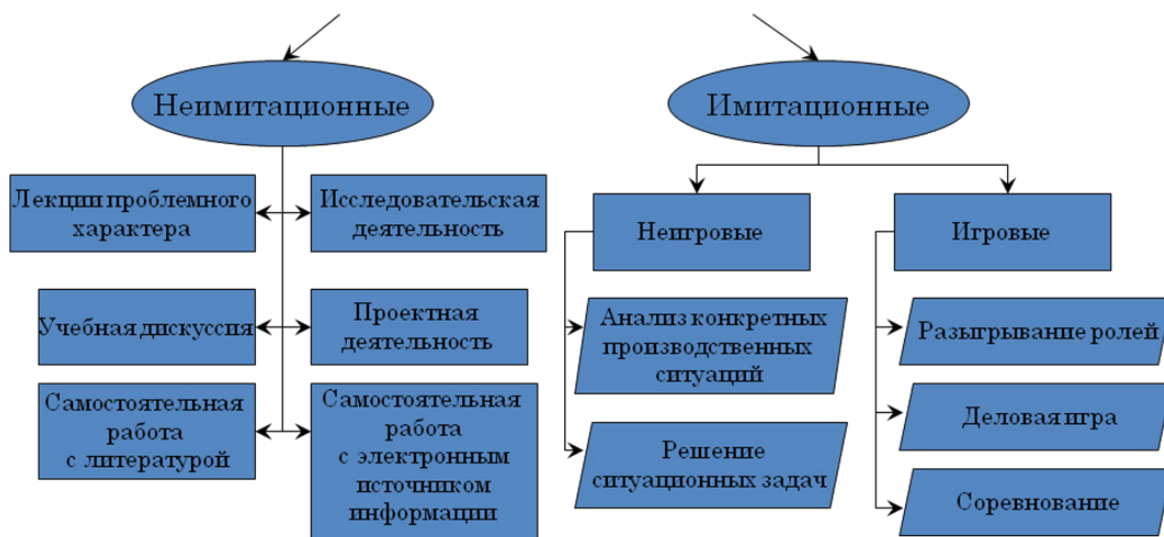 Неимитационные
Лекции проблемного
характера
Исследовательская
деятельность
Учебная дискуссия
Проектная
деятельность
Самостоятельная
работа
с литературой
Самостоятельная
работа
с электронным
источником
информации
Имитационные
Неигровые
Анализ конкретных
производственных
ситуаций
Решение
ситуационных задач
Игровые
Разыгрывание ролей
Деловая игра
Соревнование